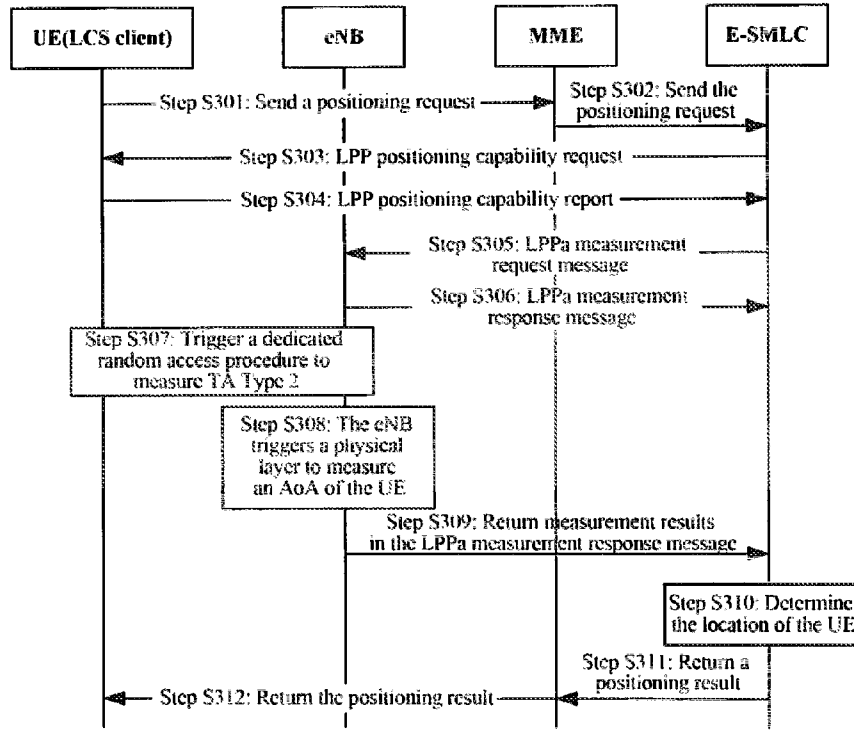 UE(LCS client)
eNB
MME
E-SMLC
Step S301: Send a positioning request
Step S302: Send the
positioning request
Step S303: LPP positioning capability request
Step S304: LPP positioning capability report
Step S305: LPPa measurement
request message
Step S306: LPPa measurement
response message
Step S307: Trigger a dedicated
random access procedure to
measure TA Type 2
Step S308: The eNB
triggers a physical
layer to measure
an AoA of the UE
Step S309: Return measurement results
in the LPPa measurement response message
Step S310: Determine
the location of the UE
Step S311: Return a
positioning result
Step S312: Return the positioning result